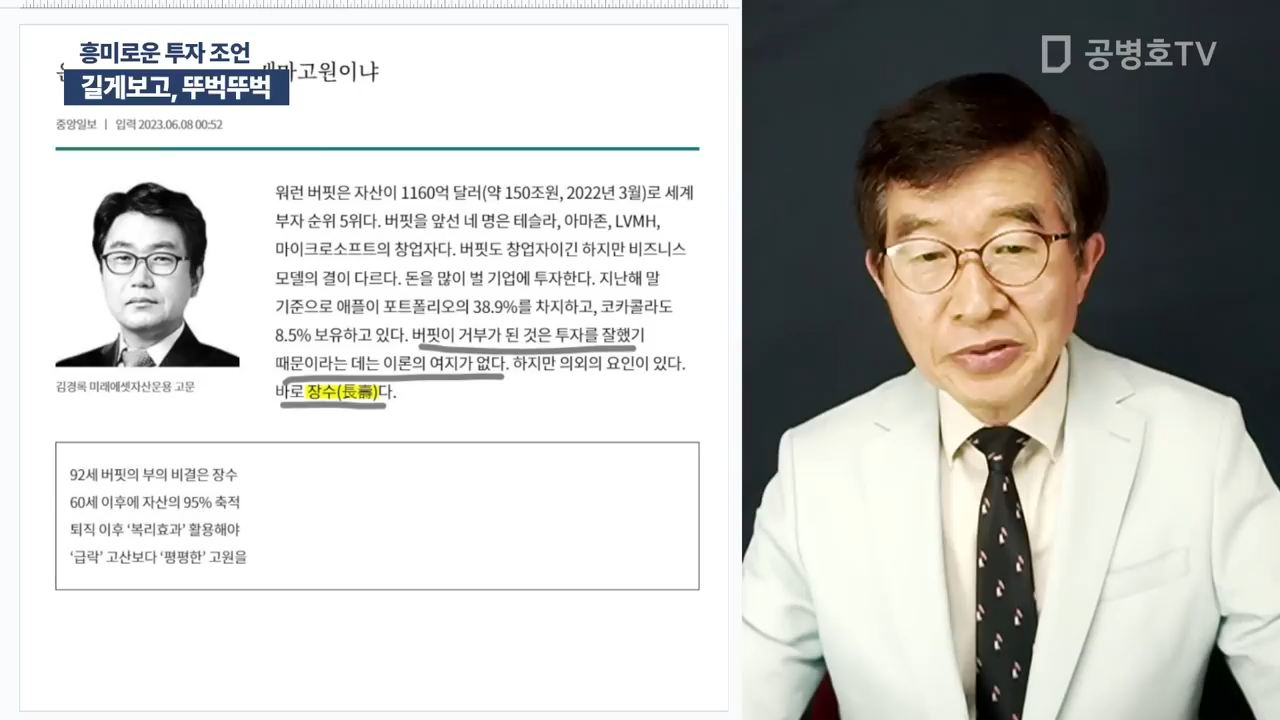 흥미로운 투자 조언
길게보고, 뚜벅뚜벅
마고원이냐
중앙일보 | 입력 2023.06.08 00:52
워런 버핏은 자산이 1160억 달러(약 150조원, 2022년 3월)로 세계
부자 순위 5위다. 버핏을 앞선 네 명은 테슬라, 아마존, LVMH,
마이크로소프트의 창업자다. 버핏도 창업자이긴 하지만 비즈니스
모델의 결이 다르다. 돈을 많이 벌 기업에 투자한다. 지난해 말
기준으로 애플이 포트폴리오의 38.9%를 차지하고, 코카콜라도
8.5% 보유하고 있다. 버핏이 거부가 된 것은 투자를 잘했기
때문이라는 데는 이론의 여지가 없다. 하지만 의외의 요인이 있다.
바로 장수(長壽)다.
김경록 미래에셋자산운용 고문
92세 버핏의 부의 비결은 장수
60세 이후에 자산의 95% 축적
퇴직 이후 ‘복리효과’ 활용해야
‘급락’ 고산보다 ‘평평한’ 고원을
공병호TV